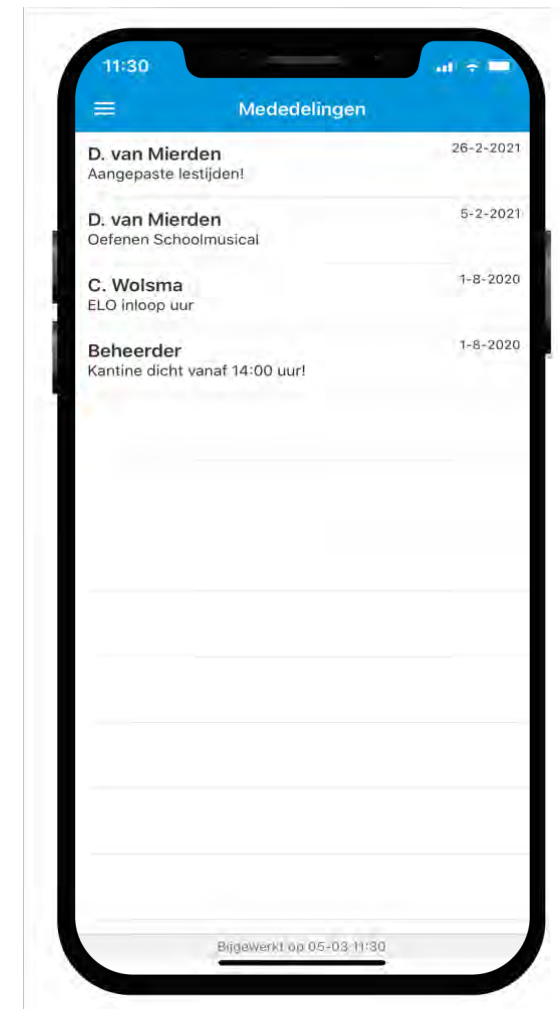 11:30
Mededelingen
D. van Mierden 26-2-2021
Aangepaste lestijden!
D. van Mierden 5-2-2021
Oefenen Schoolmusical
C. Wolsma 1-8-2020
ELO inloop uur
Beheerder 1-8-2020
Kantine dicht vanaf 14:00 uur!
Bijgewerkt op 05-03 11:30